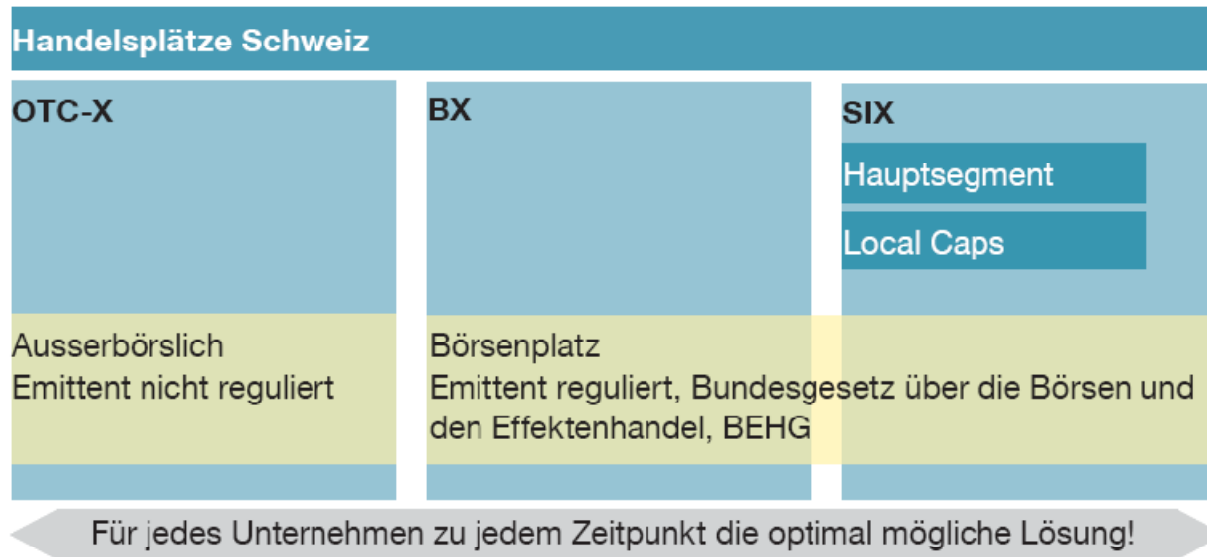 Handelsplätze Schweiz
OTC-X
BX
SIX
Hauptsegment
Local Caps
Ausserbörslich
Emittent nicht reguliert
Börsenplatz
Emittent reguliert, Bundesgesetz über die Börsen und
den Effektenhandel, BEHG
Für jedes Unternehmen zu jedem Zeitpunkt die optimal mögliche Lösung!